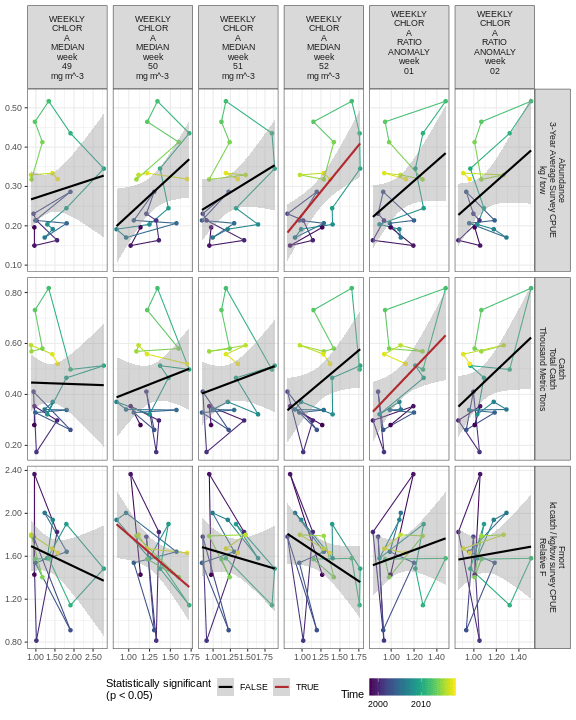 WEEKLY
CHLOR
A
MEDIAN
week
49
mg m^-3
WEEKLY
CHLOR
A
MEDIAN
week
50
mg m^-3
WEEKLY
CHLOR
A
MEDIAN
week
51
mg m^-3
WEEKLY
CHLOR
A
MEDIAN
week
52
mg m^-3
WEEKLY
CHLOR
A
RATIO
ANOMALY
week
01
WEEKLY
CHLOR
A
RATIO
ANOMALY
week
02
0.50
0.40
0.30
0.20
0.10
Abundance
3-Year Average Survey CPUE
kg / tow
0.80
0.60
0.40
0.20
Catch
Total Catch
Thousand Metric Tons
2.40
2.00
1.60
1.20
0.80
Fmort
kt catch / kg/tow survey CPUE
Relative F
1.00 1.50 2.00 2.50
1.00 1.25 1.50 1.75
1.00 1.25 1.50 1.75
1.00 1.25 1.50 1.75
1.00 1.20 1.40
1.00 1.20 1.40
Statistically significant
(p < 0.05)
FALSE
TRUE
Time
2000 2010